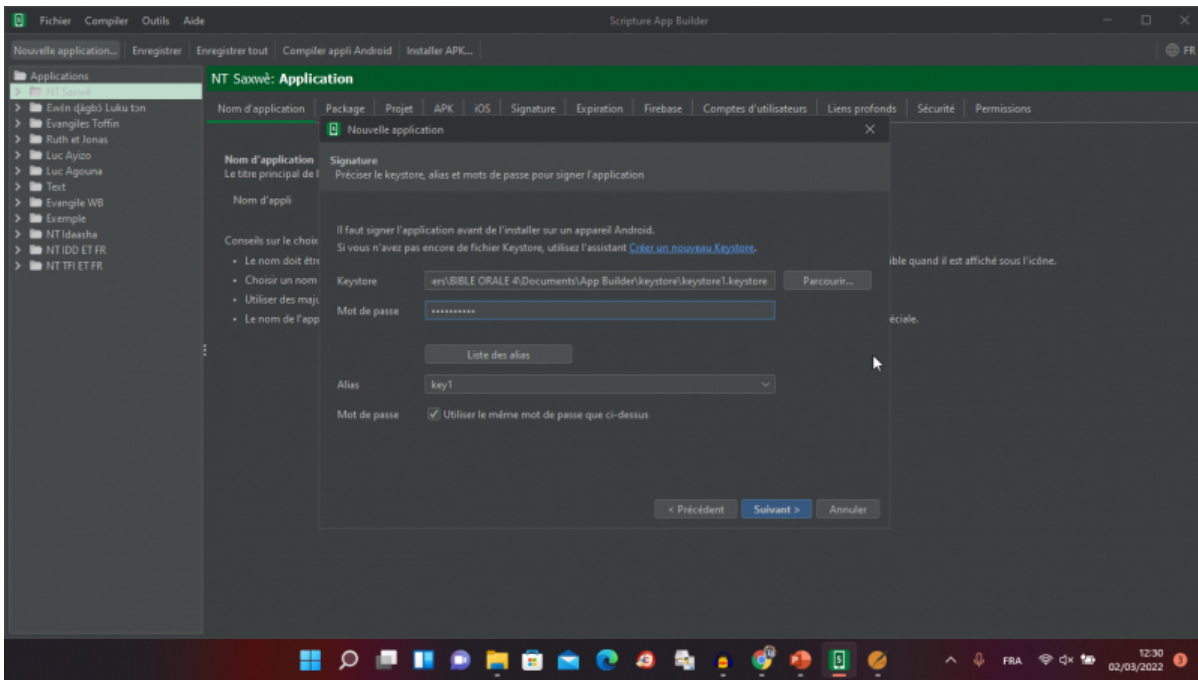 Fichier Compiler Outils Aide
Scripture App Builder
Nouvelle application... Enregistrer Enregistrer tout Compiler appli Android Installer APK... FR
Applications
NT Saxwè
Ewín ɖàgbó Luku tɔn
Evangiles Toffin
Ruth et Jonas
Luc Ayizo
Luc Agouna
Text
Evangile WB
Exemple
NT Idaasha
NT IDD ET FR
NT TFI ET FR
NT Saxwè: Application
Nom d'application Package Projet APK iOS Signature Expiration Firebase Comptes d'utilisateurs Liens profonds Sécurité Permissions
Nom d'application
Le titre principal de l
Nom d'appli
Conseils sur le choix
Le nom doit être
ible quand il est affiché sous l'icône.
Choisir un nom
Utiliser des maju
Le nom de l'app
éciale.
Nouvelle application
Signature
Préciser le keystore, alias et mots de passe pour signer l'application
Il faut signer l'application avant de l'installer sur un appareil Android.
Si vous n'avez pas encore de fichier Keystore, utilisez l'assistant Créer un nouveau Keystore.
Keystore ers\BIBLE ORALE 4\Documents\App Builder\keystore\keystore1.keystore Parcourir...
Mot de passe ••••••••••
Liste des alias
Alias key1
Mot de passe Utiliser le même mot de passe que ci-dessus
< Précédent Suivant > Annuler
FRA 12:30
02/03/2022 3